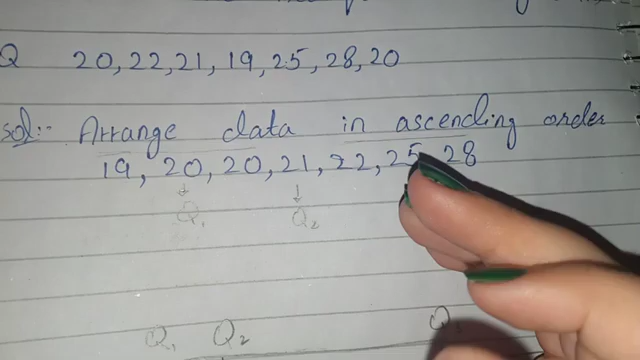 Q 20, 22, 21, 19, 25, 28, 20
Sol:- Arrange data in ascending order
19, 20, 20, 21, 22, 25, 28
Q1 Q2
Q1 Q2